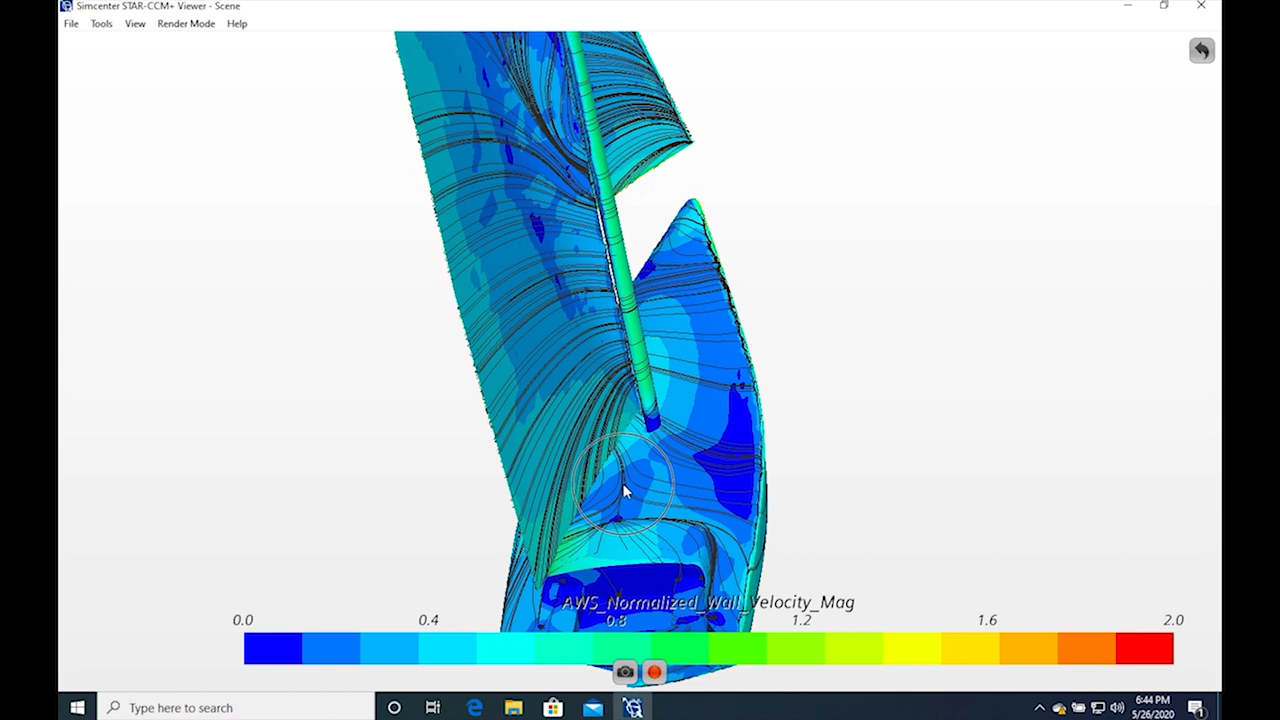 Simcenter STAR-CCM+ Viewer - Scene
File Tools View Render Mode Help
AWS_Normalized_Wall_Velocity_Mag
0.0 0.4 0.8 1.2 1.6 2.0
Type here to search
6:44 PM
5/26/2020
1